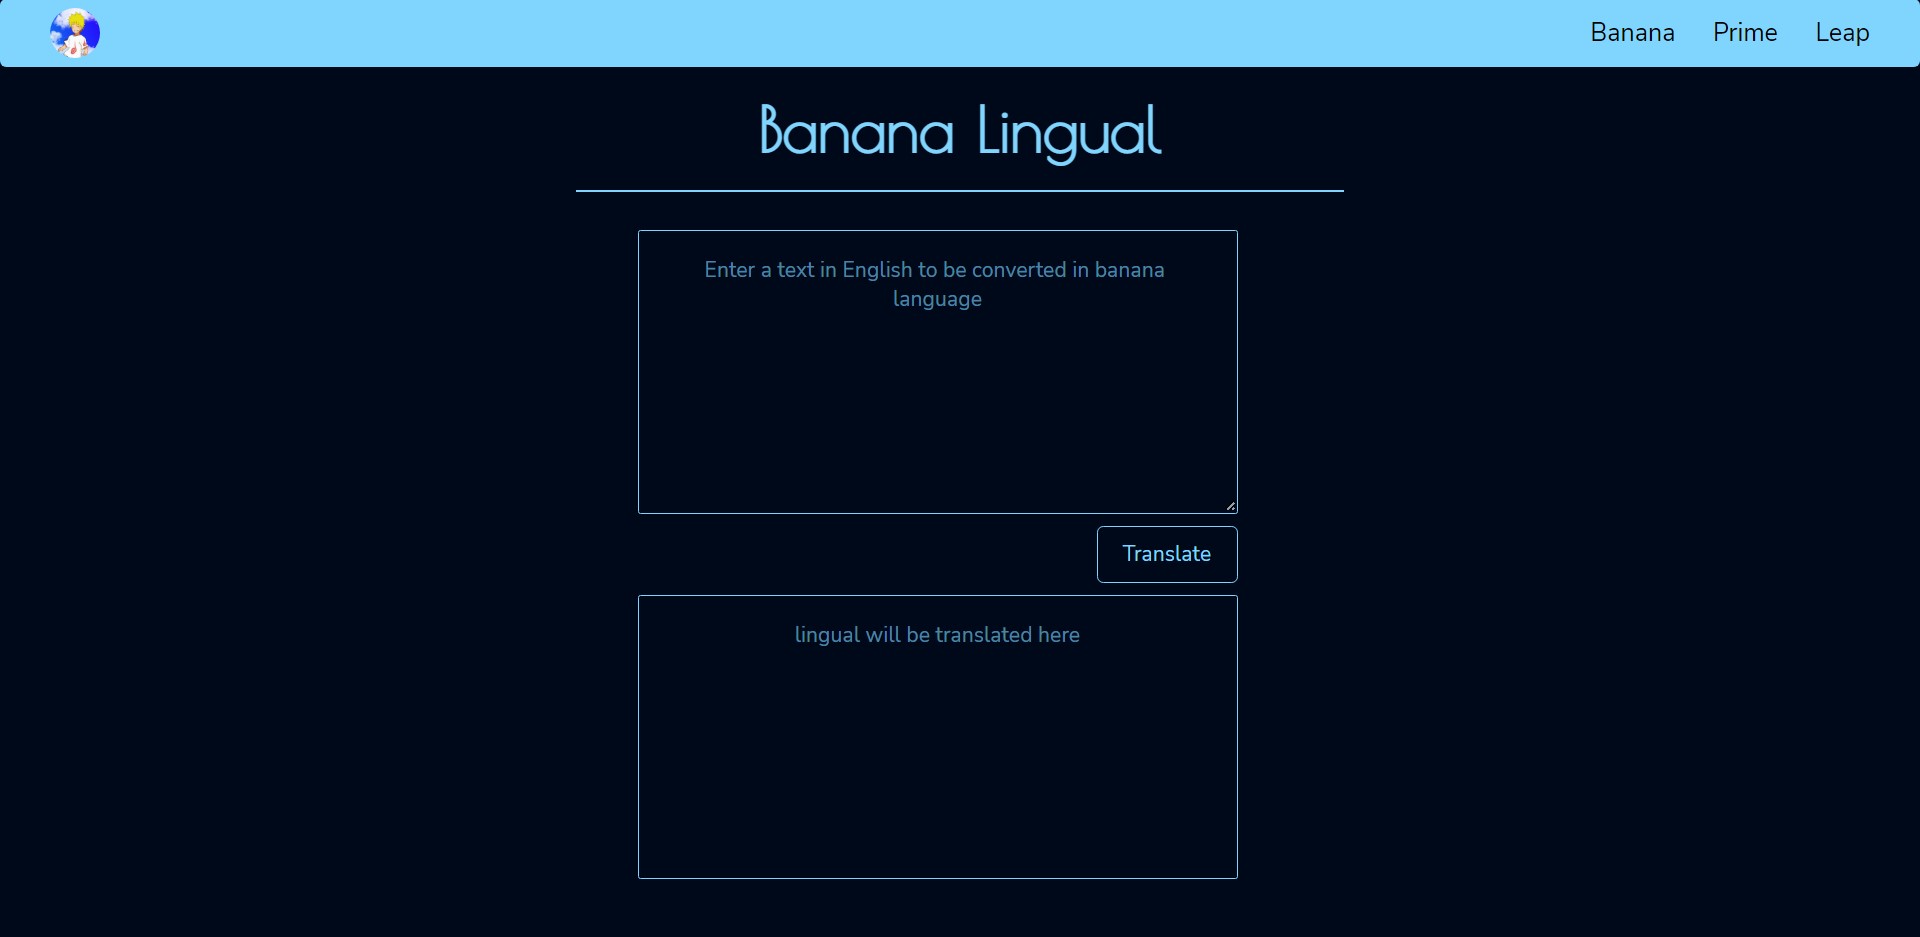 Banana Prime Leap
Banana Lingual
Enter a text in English to be converted in banana
language
Translate
lingual will be translated here